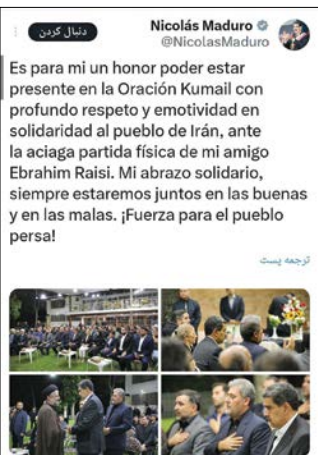 Nicolás Maduro
دنبال کردن
@NicolasMaduro
Es para mi un honor poder estar
presente en la Oración Kumail con
profundo respeto y emotividad en
solidaridad al pueblo de Irán, ante
la aciaga partida física de mi amigo
Ebrahim Raisi. Mi abrazo solidario,
siempre estaremos juntos en las buenas
y en las malas. ¡Fuerza para el pueblo
persa!
ترجمه پست